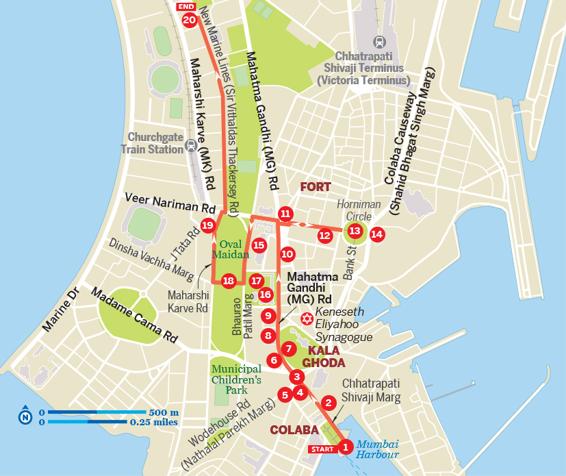 END
20
New Marine Lines (Sir Vithaldas Thackersey Rd)
Maharshi Karve (MK) Rd
Mahatma Gandhi (MG) Rd
Chhatrapati
Shivaji Terminus
(Victoria Terminus)
Colaba Causeway
(Shahid Bhagat Singh Marg)
Churchgate
Train Station
FORT
Veer Nariman Rd
Horniman
Circle
11
19
J Tata Rd
12
13
14
Oval
Maidan
15
10
Dinsha Vachha Marg
Bank St
18
17
Mahatma
Gandhi
(MG) Rd
Maharshi
Karve Rd
16
Bhaurao
Patil Marg
Marine Dr
Madame Cama Rd
9
Keneseth
Eliyahoo
Synagogue
8
7
KALA
GHODA
6
Municipal
Children's
Park
3
Chhatrapati
Shivaji Marg
5
4
2
Wodehouse Rd
(Nathalal Parekh Marg)
N
0
500 m
0
0.25 miles
COLABA
START
1
Mumbai
Harbour